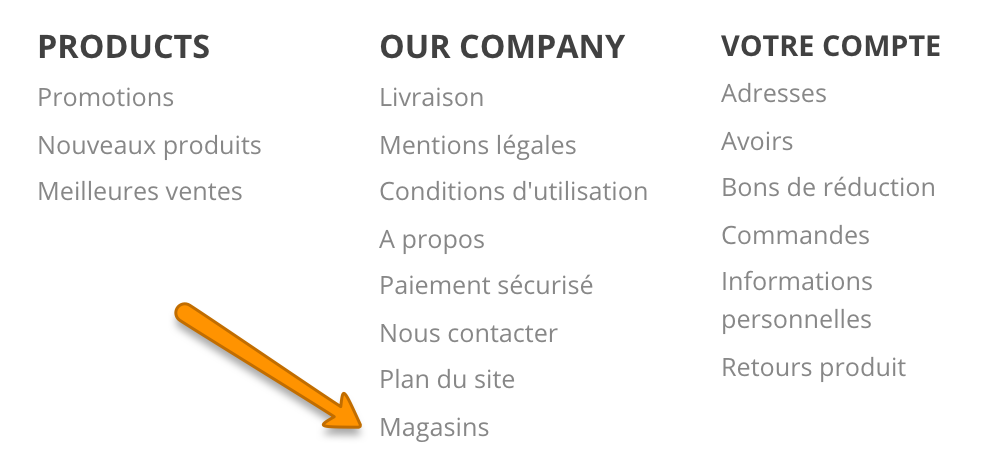 PRODUCTS
Promotions
Nouveaux produits
Meilleures ventes
OUR COMPANY
Livraison
Mentions légales
Conditions d'utilisation
A propos
Paiement sécurisé
Nous contacter
Plan du site
Magasins
VOTRE COMPTE
Adresses
Avoirs
Bons de réduction
Commandes
Informations
personnelles
Retours produit